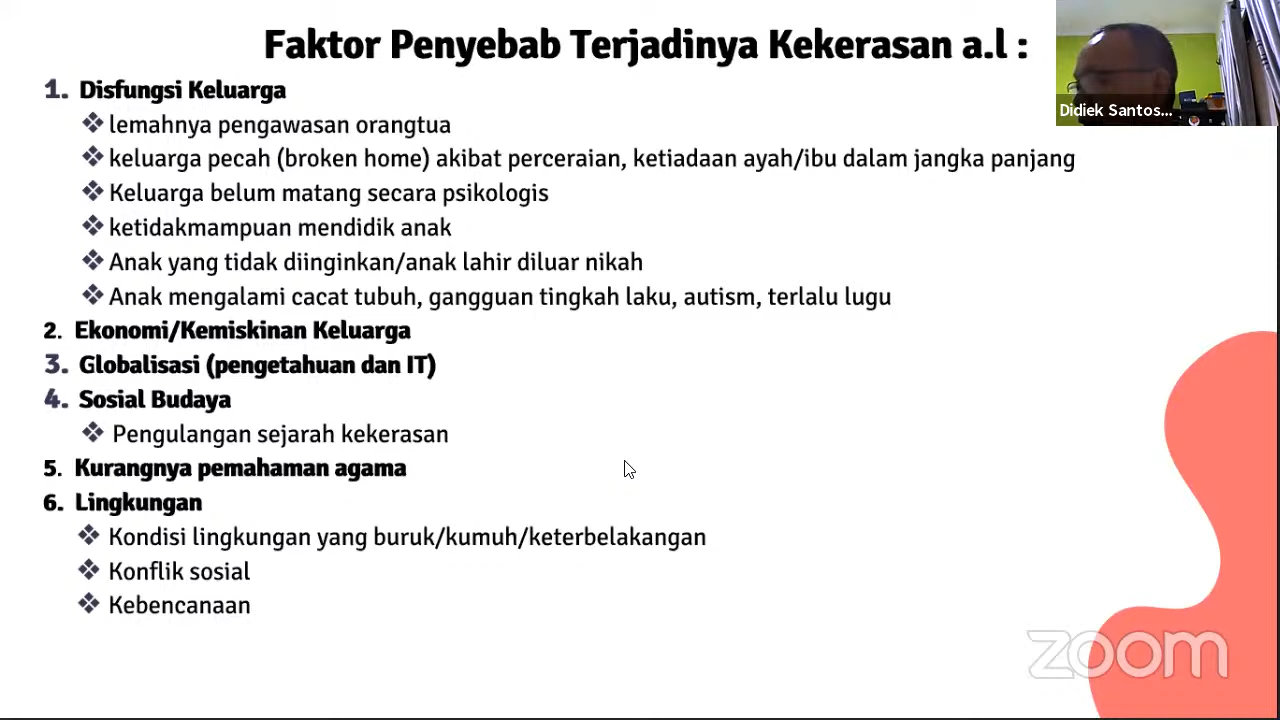 Faktor Penyebab Terjadinya Kekerasan a.l :
1. Disfungsi Keluarga
❖ lemahnya pengawasan orangtua
❖ keluarga pecah (broken home) akibat perceraian, ketiadaan ayah/ibu dalam jangka panjang
❖ Keluarga belum matang secara psikologis
❖ ketidakmampuan mendidik anak
❖ Anak yang tidak diinginkan/anak lahir diluar nikah
❖ Anak mengalami cacat tubuh, gangguan tingkah laku, autism, terlalu lugu
2. Ekonomi/Kemiskinan Keluarga
3. Globalisasi (pengetahuan dan IT)
4. Sosial Budaya
❖ Pengulangan sejarah kekerasan
5. Kurangnya pemahaman agama
6. Lingkungan
❖ Kondisi lingkungan yang buruk/kumuh/keterbelakangan
❖ Konflik sosial
❖ Kebencanaan
Didiek Santos...
zoom